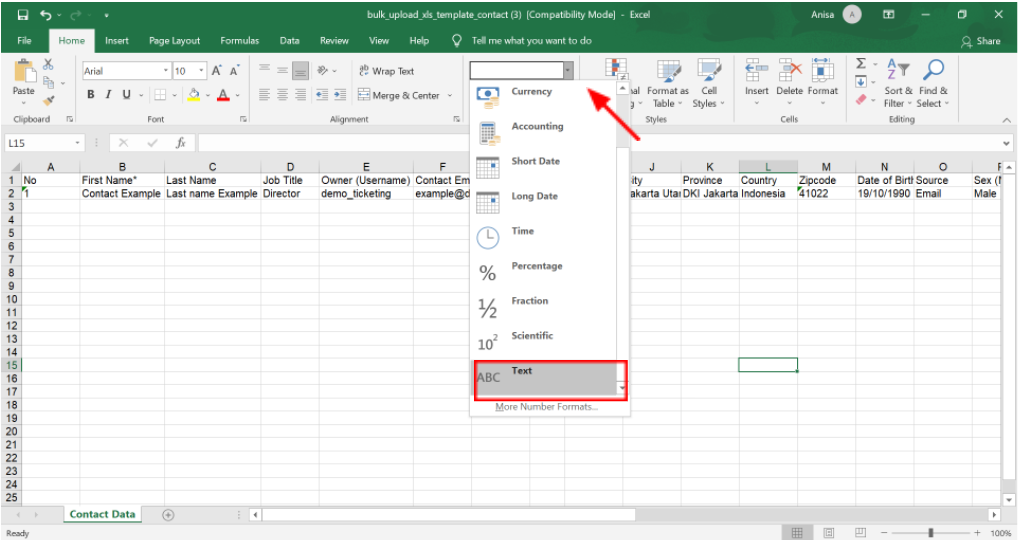 bulk_upload_xls_template_contact (3) [Compatibility Mode] - Excel
Anisa
A
File Home Insert Page Layout Formulas Data Review View Help Tell me what you want to do Share
Paste
Arial
10
B I U
Wrap Text
Merge & Center
Format as Table
Cell Styles
Insert Delete Format
Sort & Filter
Find & Select
Clipboard Font Alignment Styles Cells Editing
L15
fx
A B C D E F J K L M N O
1 No First Name* Last Name Job Title Owner (Username) Contact Em Province Country Zipcode Date of Birth Source Sex (
2 1 Contact Example Last name Example Director demo_ticketing example@d akarta Utar DKI Jakarta Indonesia 41022 19/10/1990 Email Male
3
4
5
6
7
8
9
10
11
12
13
14
15
16
17
18
19
20
21
22
23
24
25
Currency
Accounting
Short Date
Long Date
Time
% Percentage
½ Fraction
10² Scientific
ABC Text
More Number Formats...
Contact Data
Ready
100%